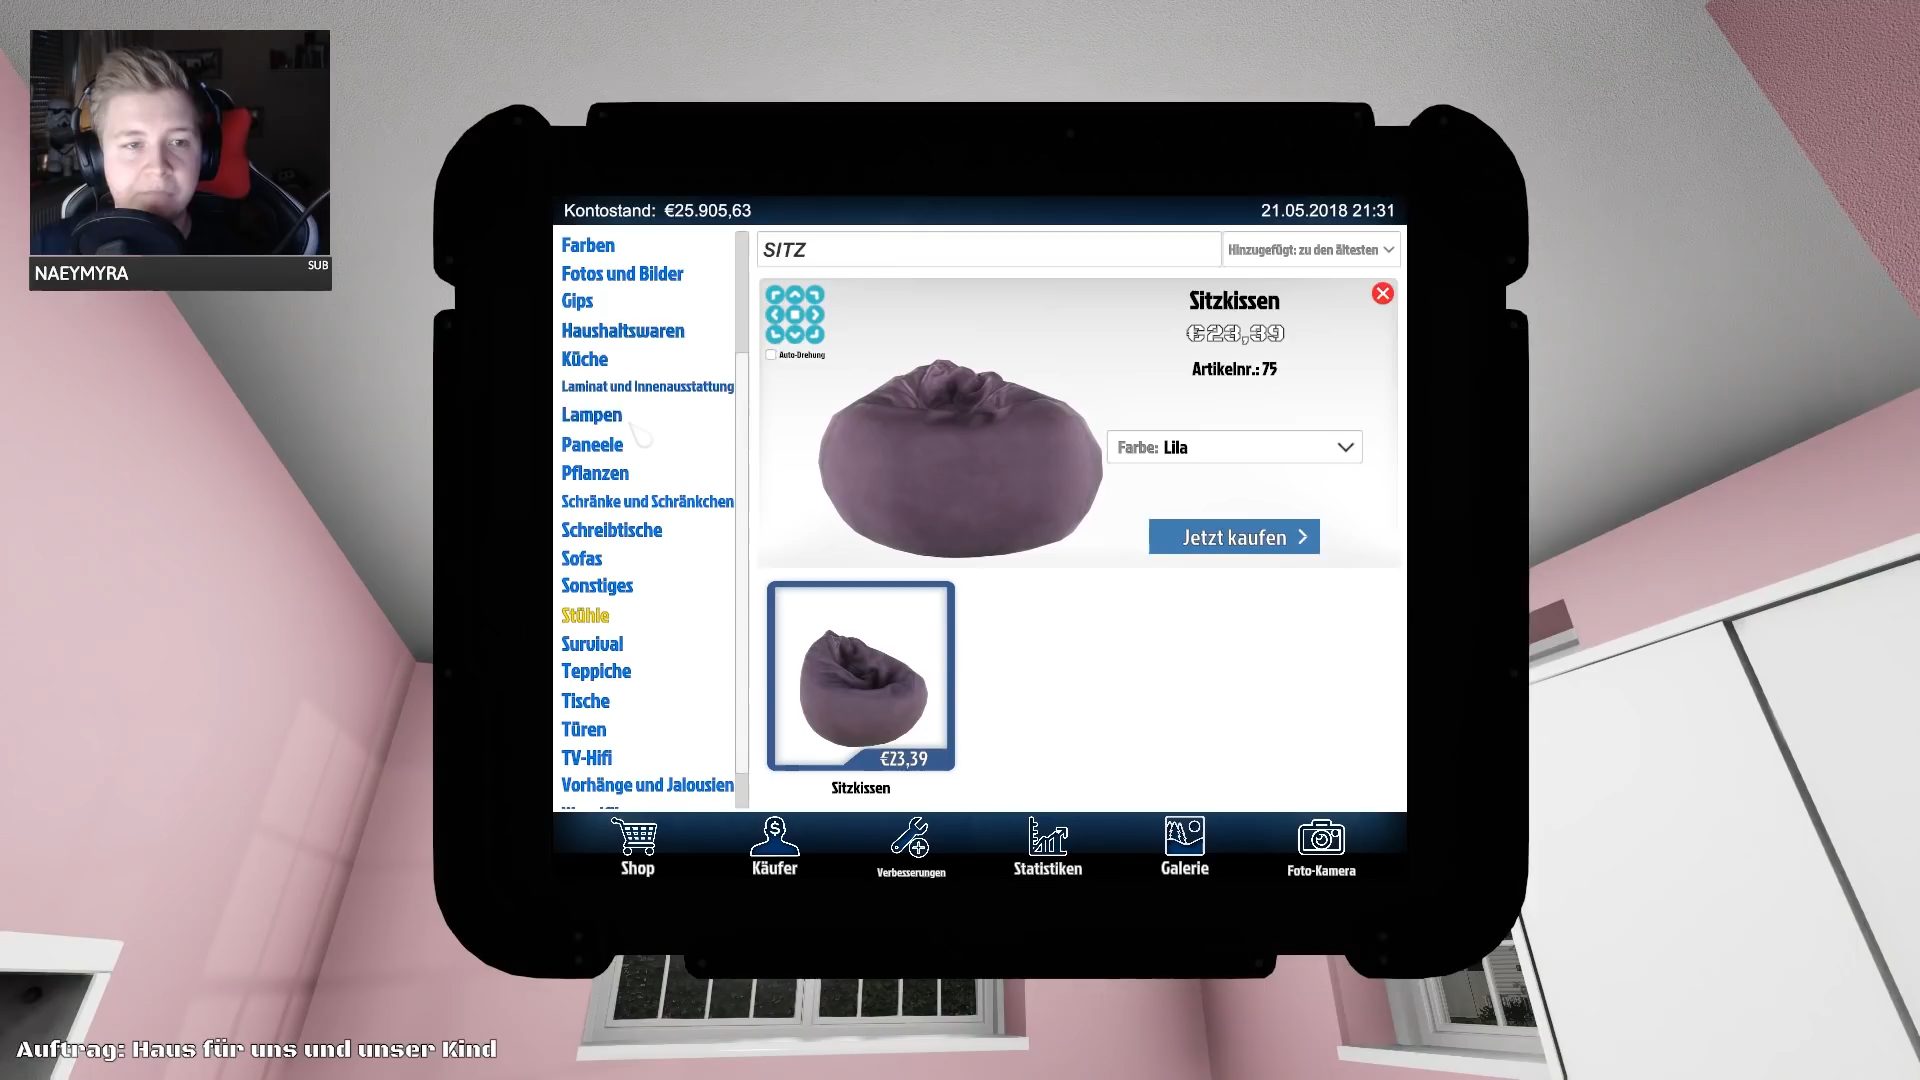 NAEYMYRA
SUB
Kontostand: €25.905,63
21.05.2018 21:31
Farben
Fotos und Bilder
Gips
Haushaltswaren
Küche
Laminat und Innenausstattung
Lampen
Paneele
Pflanzen
Schränke und Schränkchen
Schreibtische
Sofas
Sonstiges
Stühle
Survival
Teppiche
Tische
Türen
TV-Hifi
Vorhänge und Jalousien
SITZ
Hinzugefügt: zu den ältesten
Auto-Drehung
Sitzkissen
€23,39
Artikelnr.: 75
Farbe: Lila
Jetzt kaufen
€23,39
Sitzkissen
Shop
Käufer
Verbesserungen
Statistiken
Galerie
Foto-Kamera
Auftrag: Haus für uns und unser Kind